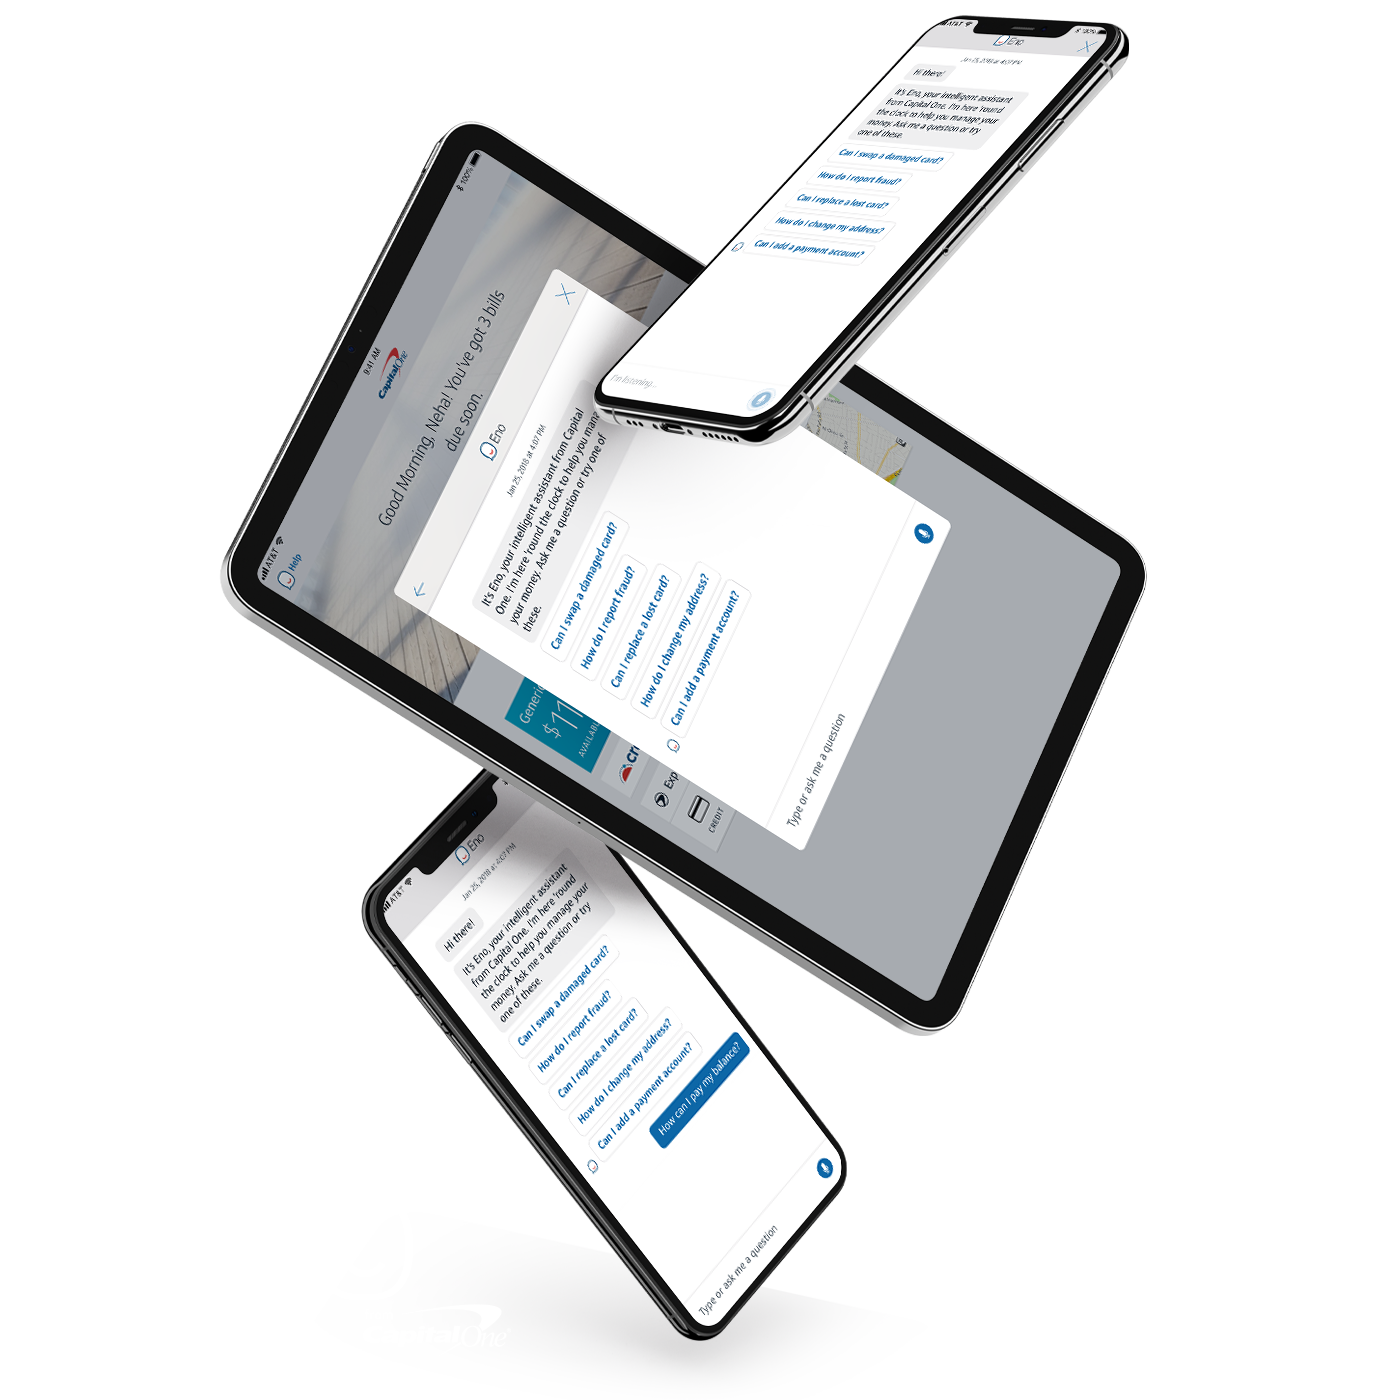 AT&T
100%
Eno
Jan 25, 2018 at 4:07 PM
Hi there!
It's Eno, your intelligent assistant
from Capital One. I'm here 'round
the clock to help you manage your
money. Ask me a question or try
one of these.
Can I swap a damaged card?
How do I report fraud?
Can I replace a lost card?
How do I change my address?
Can I add a payment account?
I'm listening...
AT&T
9:41 AM
100%
Help
CapitalOne
Good Morning, Neha! You've got 3 bills
due soon.
Eno
Jan 25, 2018 at 4:07 PM
It's Eno, your intelligent assistant from Capital
One. I'm here 'round the clock to help you
your money. Ask me a question or try one of
these.
Can I swap a damaged card?
How do I report fraud?
Can I replace a lost card?
How do I change my address?
Can I add a payment account?
Type or ask me a question
$11
CREDIT
AT&T
Eno
Jan 25, 2018 at 4:07 PM
Hi there!
It's Eno, your intelligent assistant
from Capital One. I'm here 'round
the clock to help you manage your
money. Ask me a question or try
one of these.
Can I swap a damaged card?
How do I report fraud?
Can I replace a lost card?
How do I change my address?
Can I add a payment account?
How can I pay my balance?
Type or ask me a question